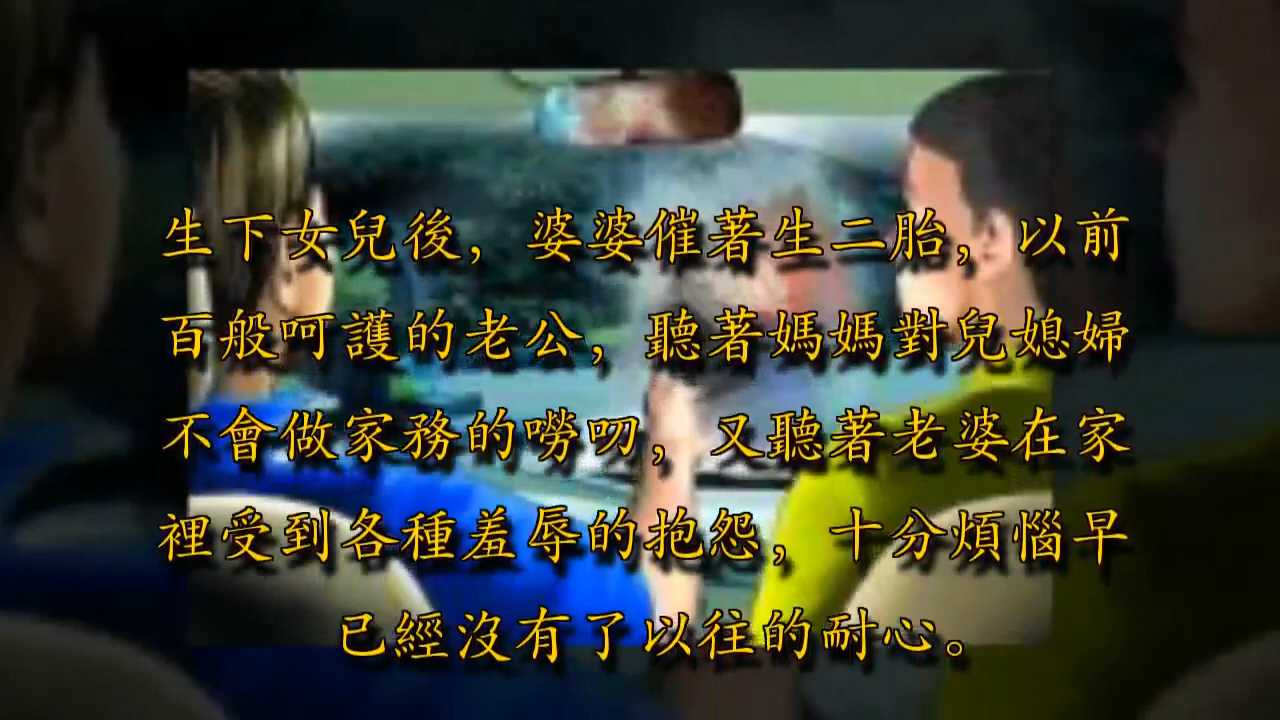 生下女兒後，婆婆催著生二胎，以前
百般呵護的老公，聽著媽媽對兒媳婦
不會做家務的嘮叨，又聽著老婆在家
裡受到各種羞辱的抱怨，十分煩惱早
已經沒有了以往的耐心。